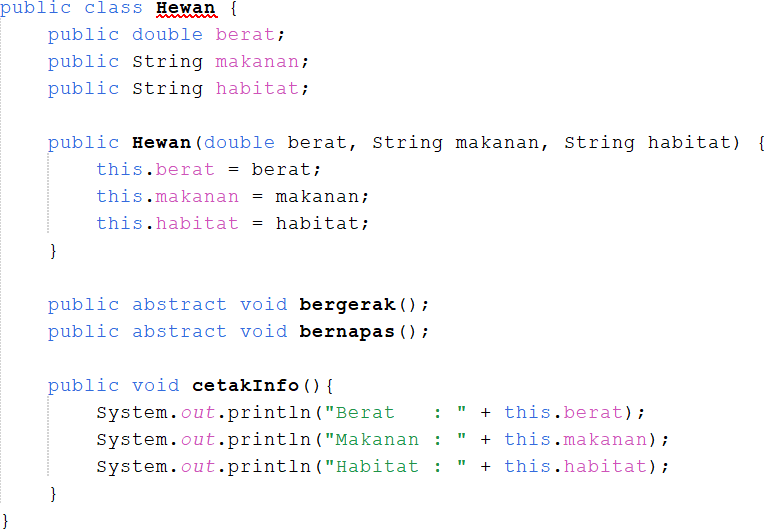 public class Hewan {
    public double berat;
    public String makanan;
    public String habitat;

    public Hewan(double berat, String makanan, String habitat) {
        this.berat = berat;
        this.makanan = makanan;
        this.habitat = habitat;
    }

    public abstract void bergerak();
    public abstract void bernapas();

    public void cetakInfo(){
        System.out.println("Berat   : " + this.berat);
        System.out.println("Makanan : " + this.makanan);
        System.out.println("Habitat : " + this.habitat);
    }
}